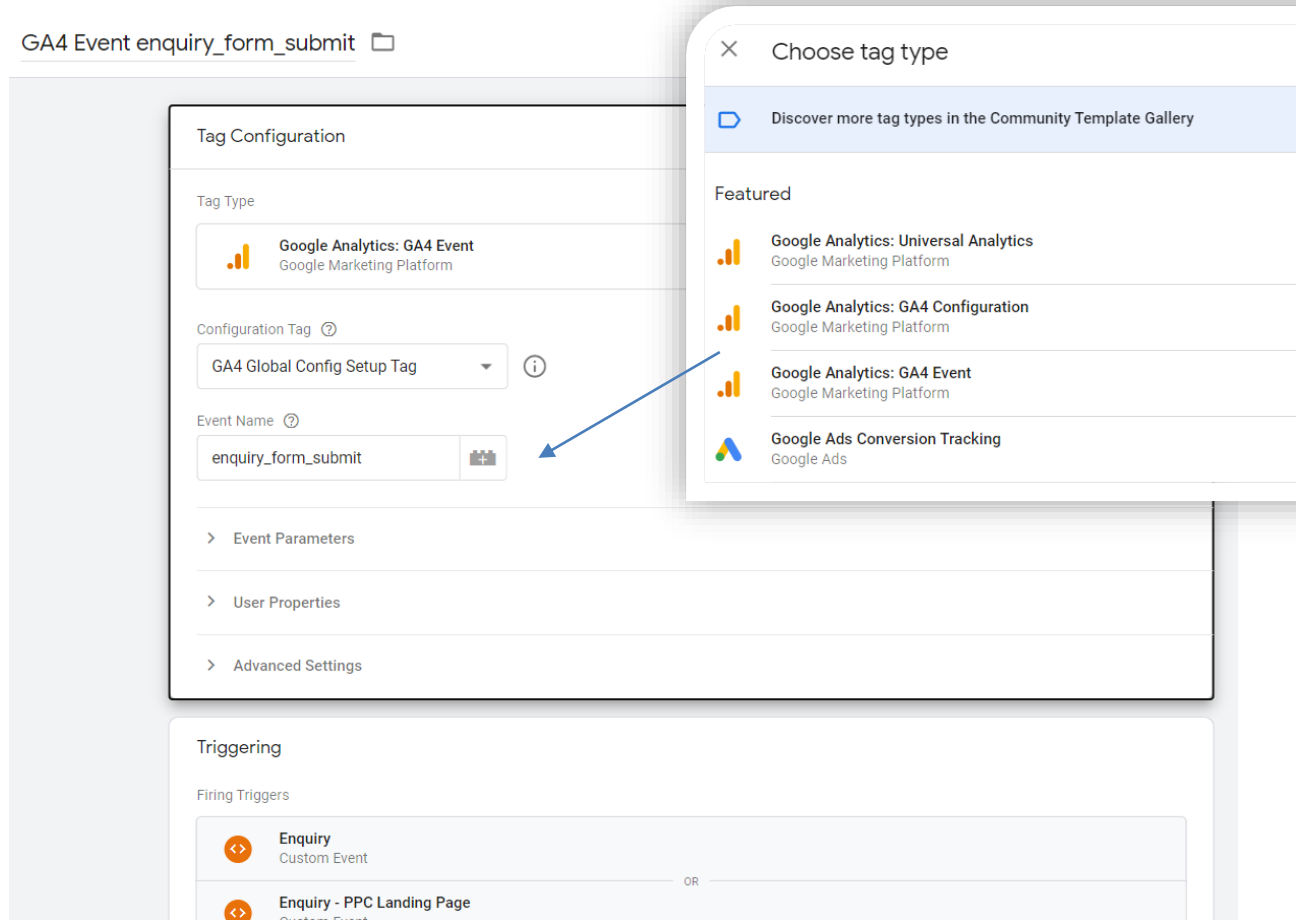 GA4 Event enquiry_form_submit
Tag Configuration
Tag Type
Google Analytics: GA4 Event
Google Marketing Platform
Configuration Tag
GA4 Global Config Setup Tag
Event Name
enquiry_form_submit
Event Parameters
User Properties
Advanced Settings
Triggering
Firing Triggers
Enquiry
Custom Event
OR
Enquiry - PPC Landing Page
Custom Event
Choose tag type
Discover more tag types in the Community Template Gallery
Featured
Google Analytics: Universal Analytics
Google Marketing Platform
Google Analytics: GA4 Configuration
Google Marketing Platform
Google Analytics: GA4 Event
Google Marketing Platform
Google Ads Conversion Tracking
Google Ads